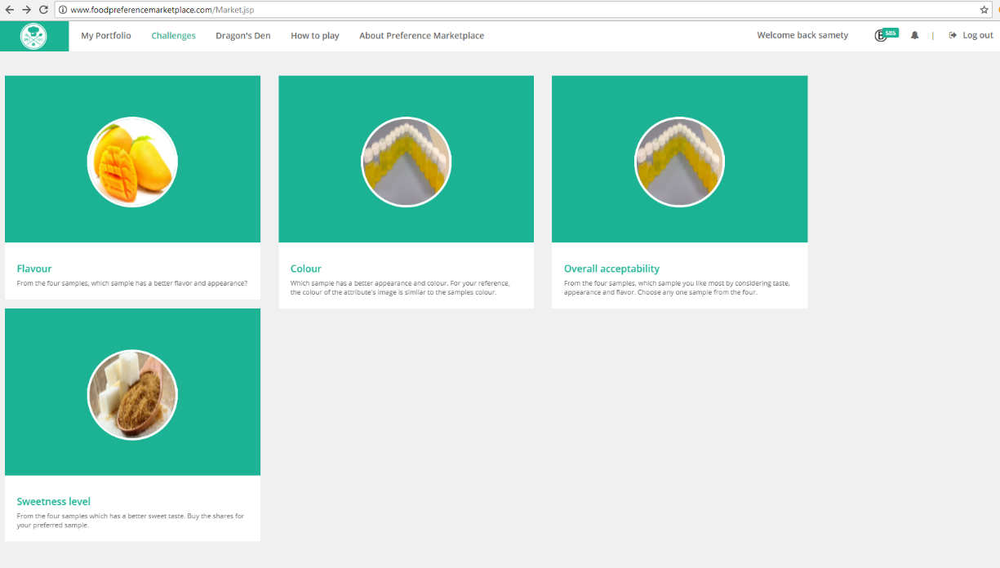 www.foodpreferencemarketplace.com/Market.jsp
My Portfolio Challenges Dragon's Den How to play About Preference Marketplace Welcome back samety 585 | Log out
Flavour
From the four samples, which sample has a better flavor and appearance?
Colour
Which sample has a better appearance and colour. For your reference,
the colour of the attribute's image is similar to the samples colour.
Overall acceptability
From the four samples, which sample you like most by considering taste,
appearance and flavor. Choose any one sample from the four.
Sweetness level
From the four samples which has a better sweet taste. Buy the shares for
your preferred sample.